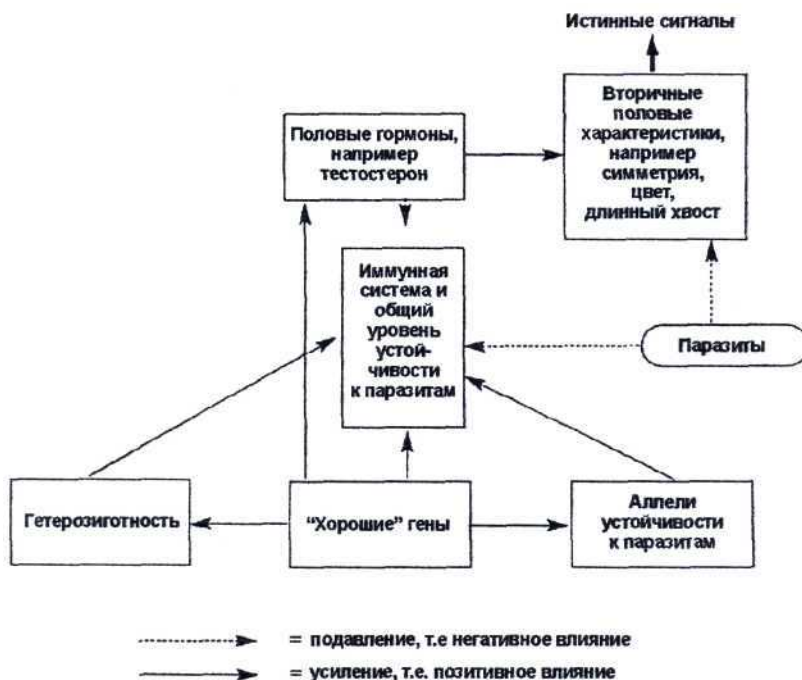 Истинные сигналы
Вторичные
половые
характеристики,
например
симметрия,
цвет,
длинный хвост
Половые гормоны,
например
тестостерон
Иммунная
система и
общий
уровень
устой-
чивости
к паразитам
Паразиты
Гетерозиготность
“Хорошие” гены
Аллели
устойчивости
к паразитам
= подавление, т.е негативное влияние
= усиление, т.е. позитивное влияние